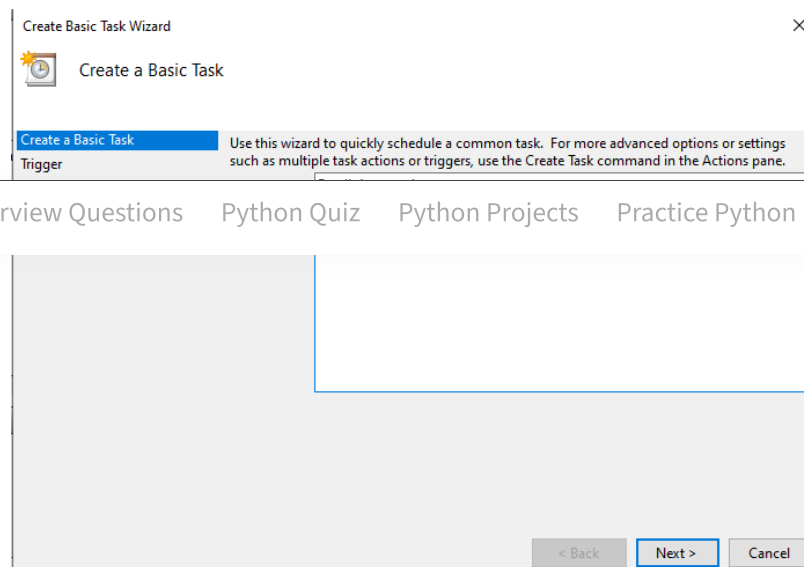 Create Basic Task Wizard
Create a Basic Task
Create a Basic Task
Use this wizard to quickly schedule a common task. For more advanced options or settings
such as multiple task actions or triggers, use the Create Task command in the Actions pane.
Trigger
rview Questions Python Quiz Python Projects Practice Python
< Back Next > Cancel